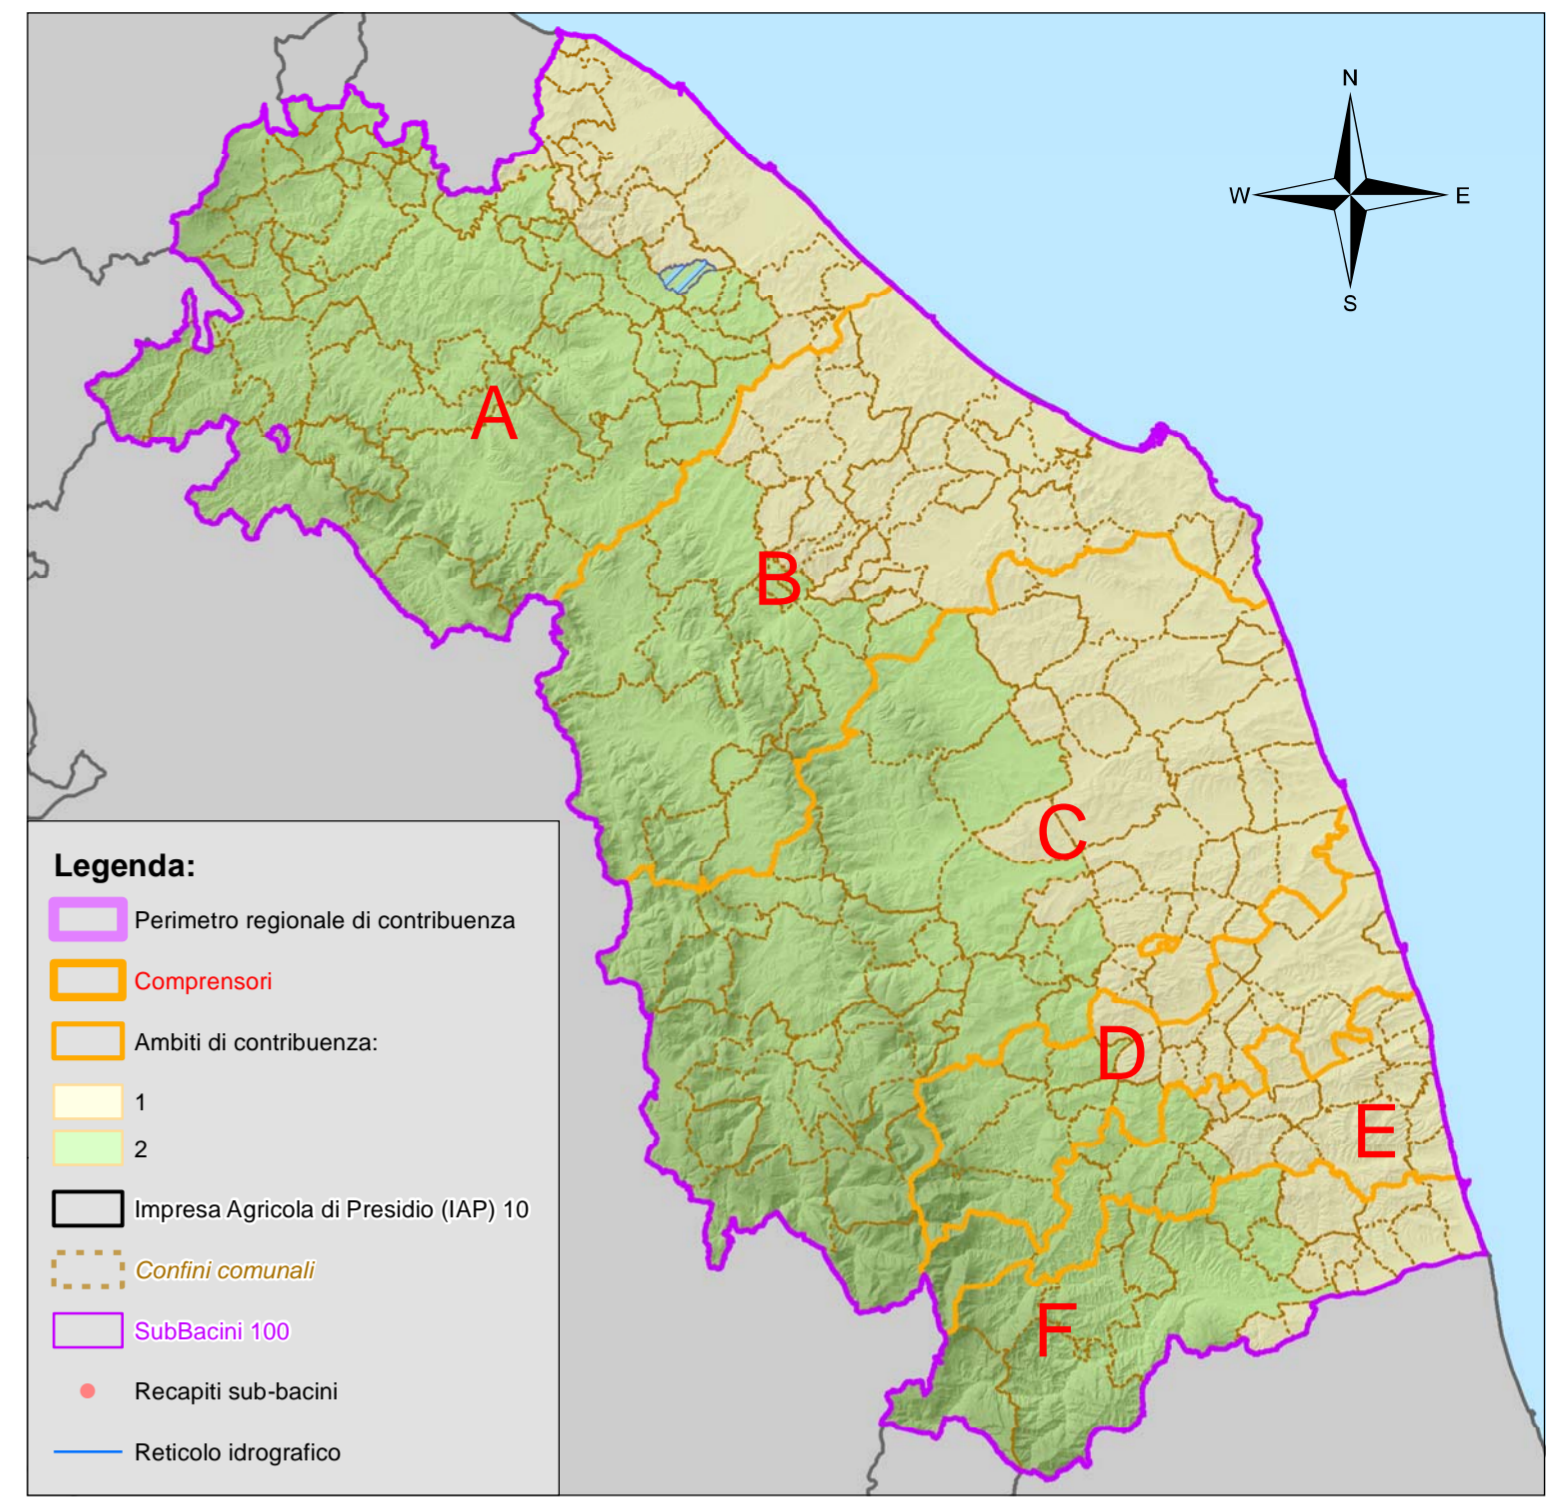 N
W
E
S
A
B
C
D
E
F
Legenda:
Perimetro regionale di contribuenza
Comprensori
Ambiti di contribuenza:
1
2
Impresa Agricola di Presidio (IAP) 10
Confini comunali
SubBacini 100
Recapiti sub-bacini
Reticolo idrografico